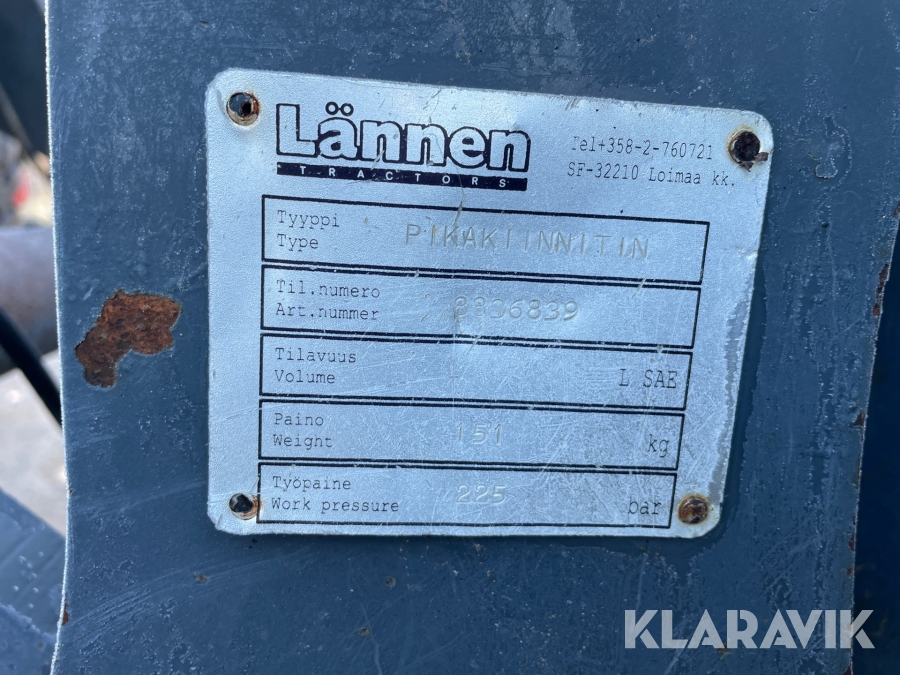 Lännen
TRACTORS
Tel+358-2-760721
SF-32210 Loimaa kk.
Tyyppi
Type
PIKAKIINNITIN
Til.numero
Art.nummer
Tilavuus
Volume
L SAE
Paino
Weight
151
kg
Työpaine
Work pressure
225
bar
KLARAVIK